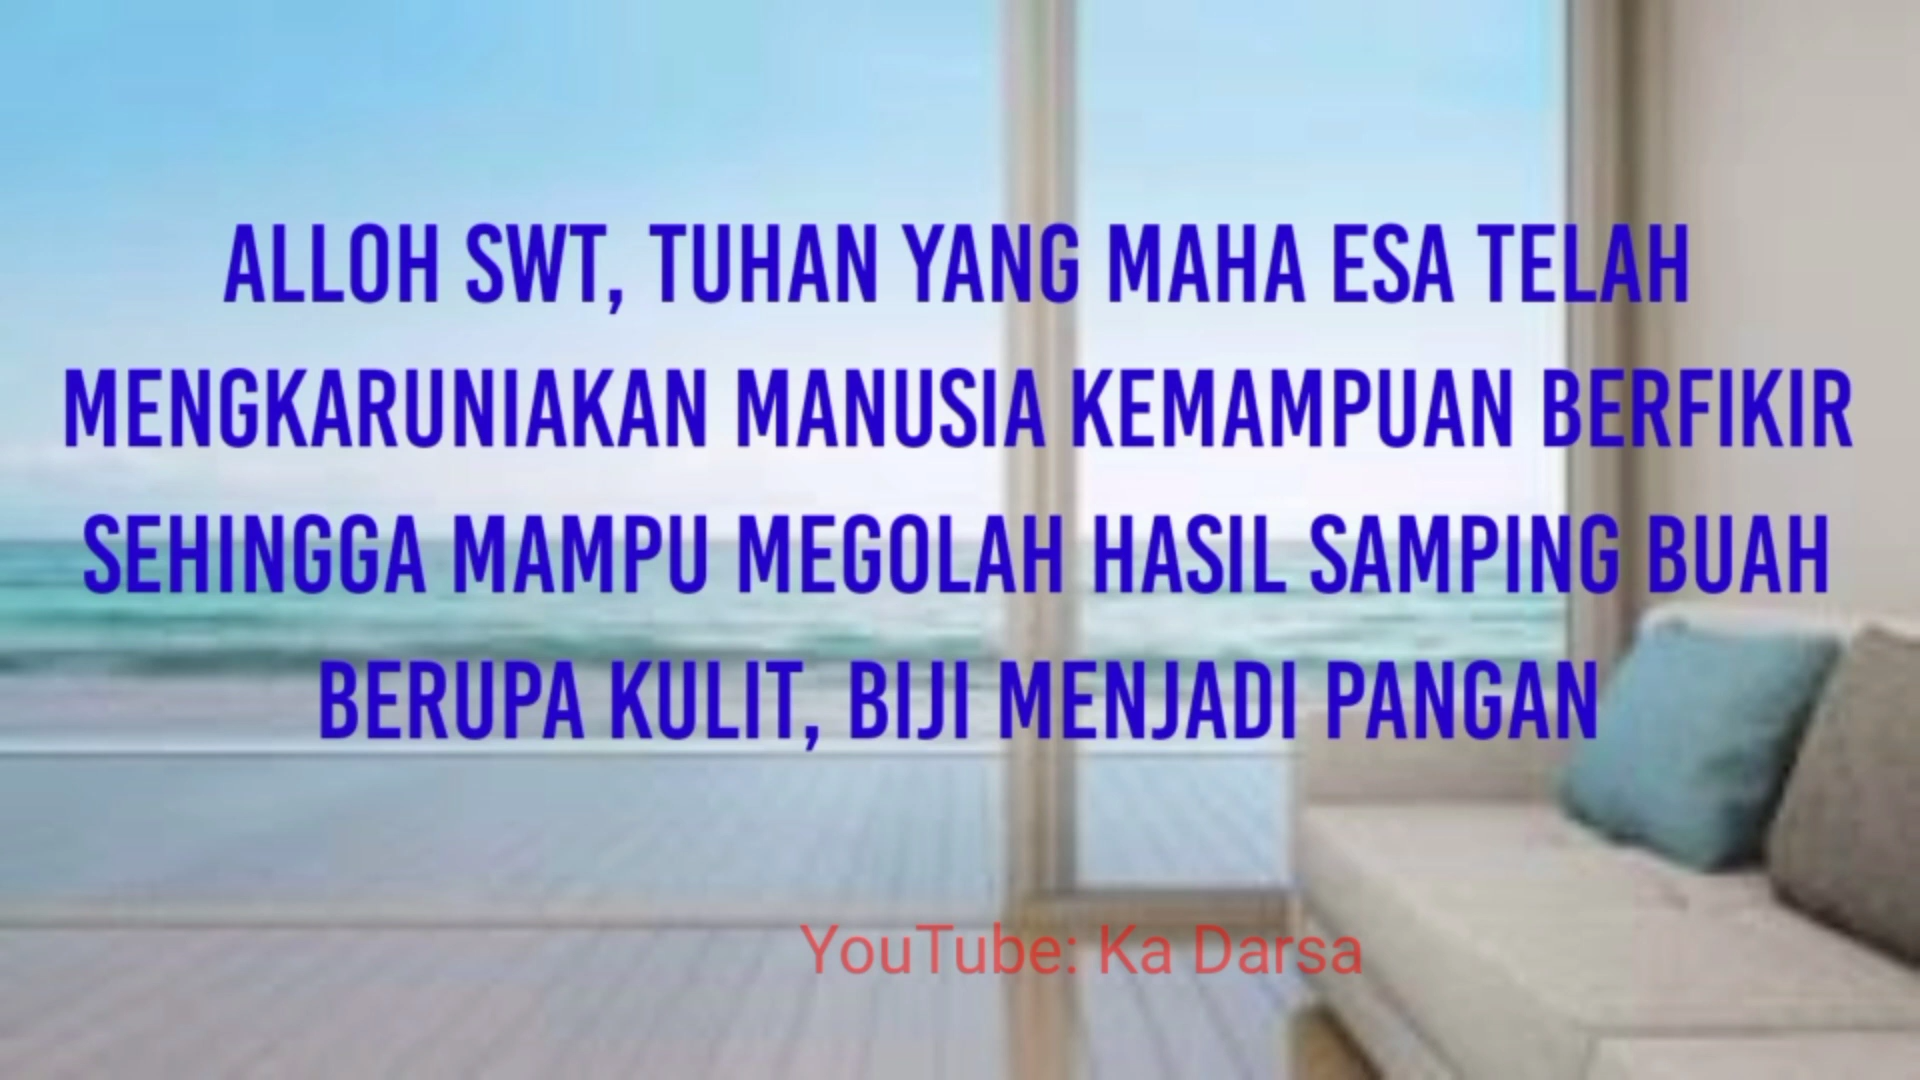 ALLOH SWT, TUHAN YANG MAHA ESA TELAH
MENGKARUNIAKAN MANUSIA KEMAMPUAN BERFIKIR
SEHINGGA MAMPU MEGOLAH HASIL SAMPING BUAH
BERUPA KULIT, BIJI MENJADI PANGAN
YouTube: Ka Darsa